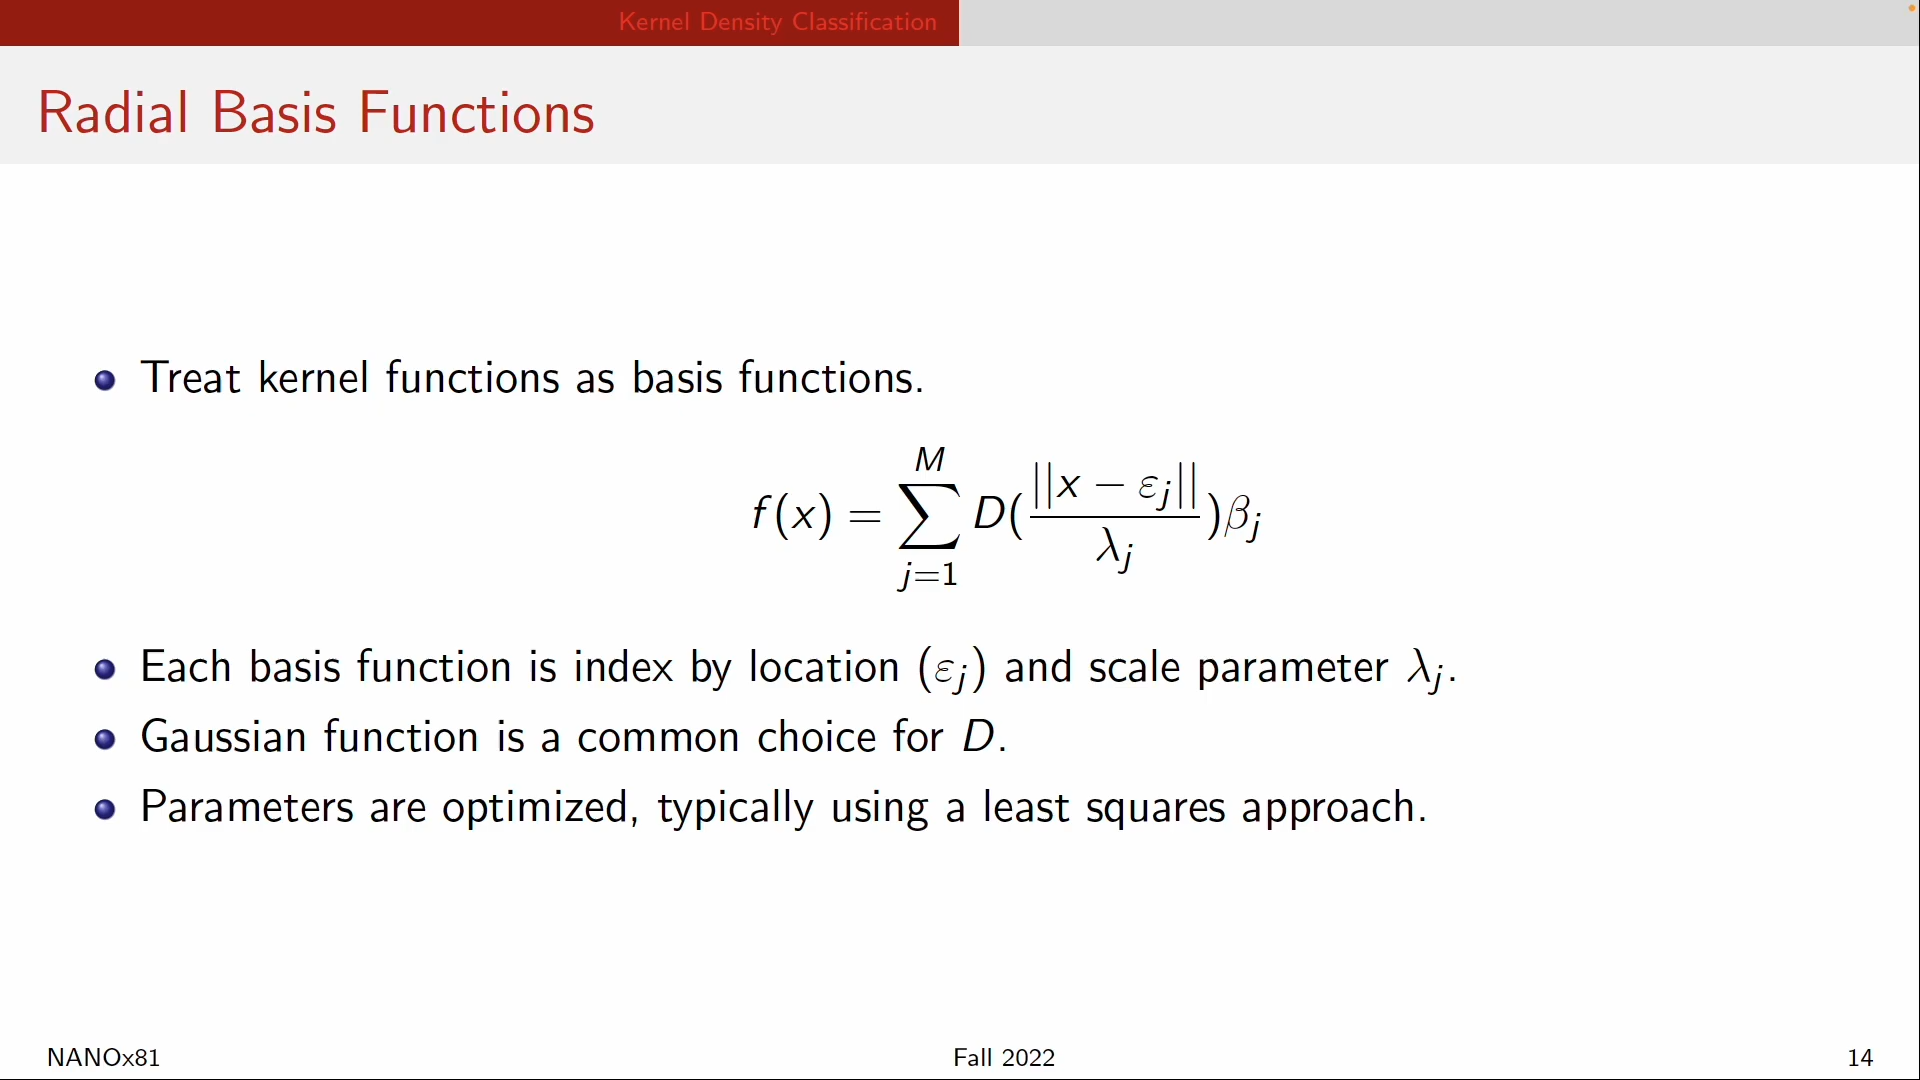 Kernel Density Classification
Radial Basis Functions
Treat kernel functions as basis functions.
f(x) = \sum_{j=1}^{M} D(\frac{||x - ε_j||}{λ_j})β_j
Each basis function is index by location (ε_j) and scale parameter λ_j.
Gaussian function is a common choice for D.
Parameters are optimized, typically using a least squares approach.
NANOx81 Fall 2022 14